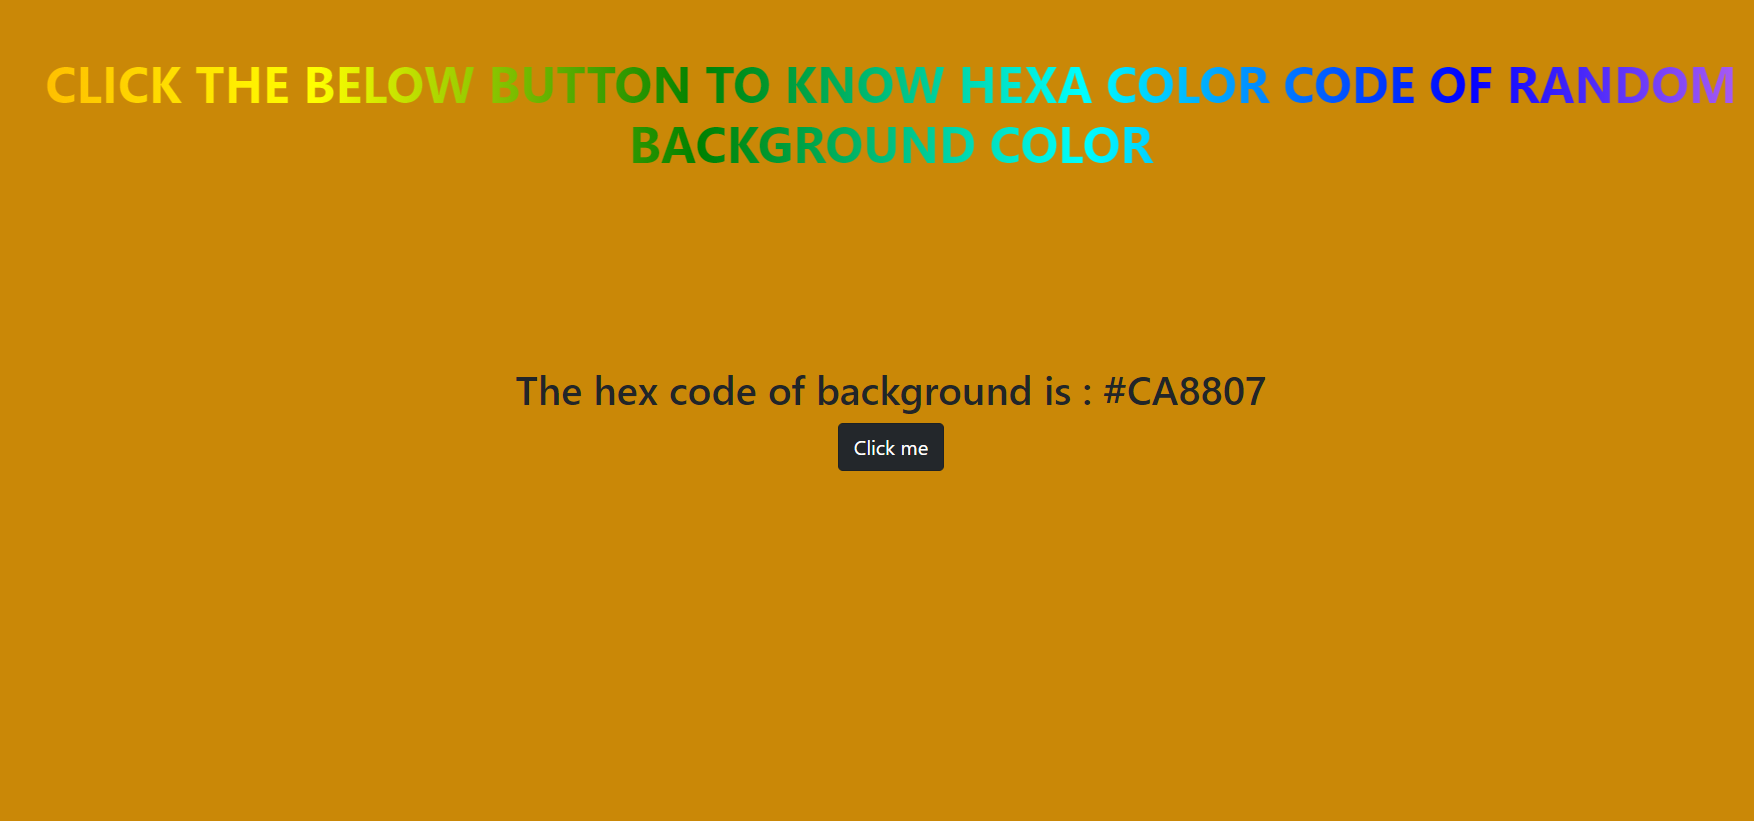 CLICK THE BELOW BUTTON TO KNOW HEXA COLOR CODE OF RANDOM
BACKGROUND COLOR
The hex code of background is : #CA8807
Click me